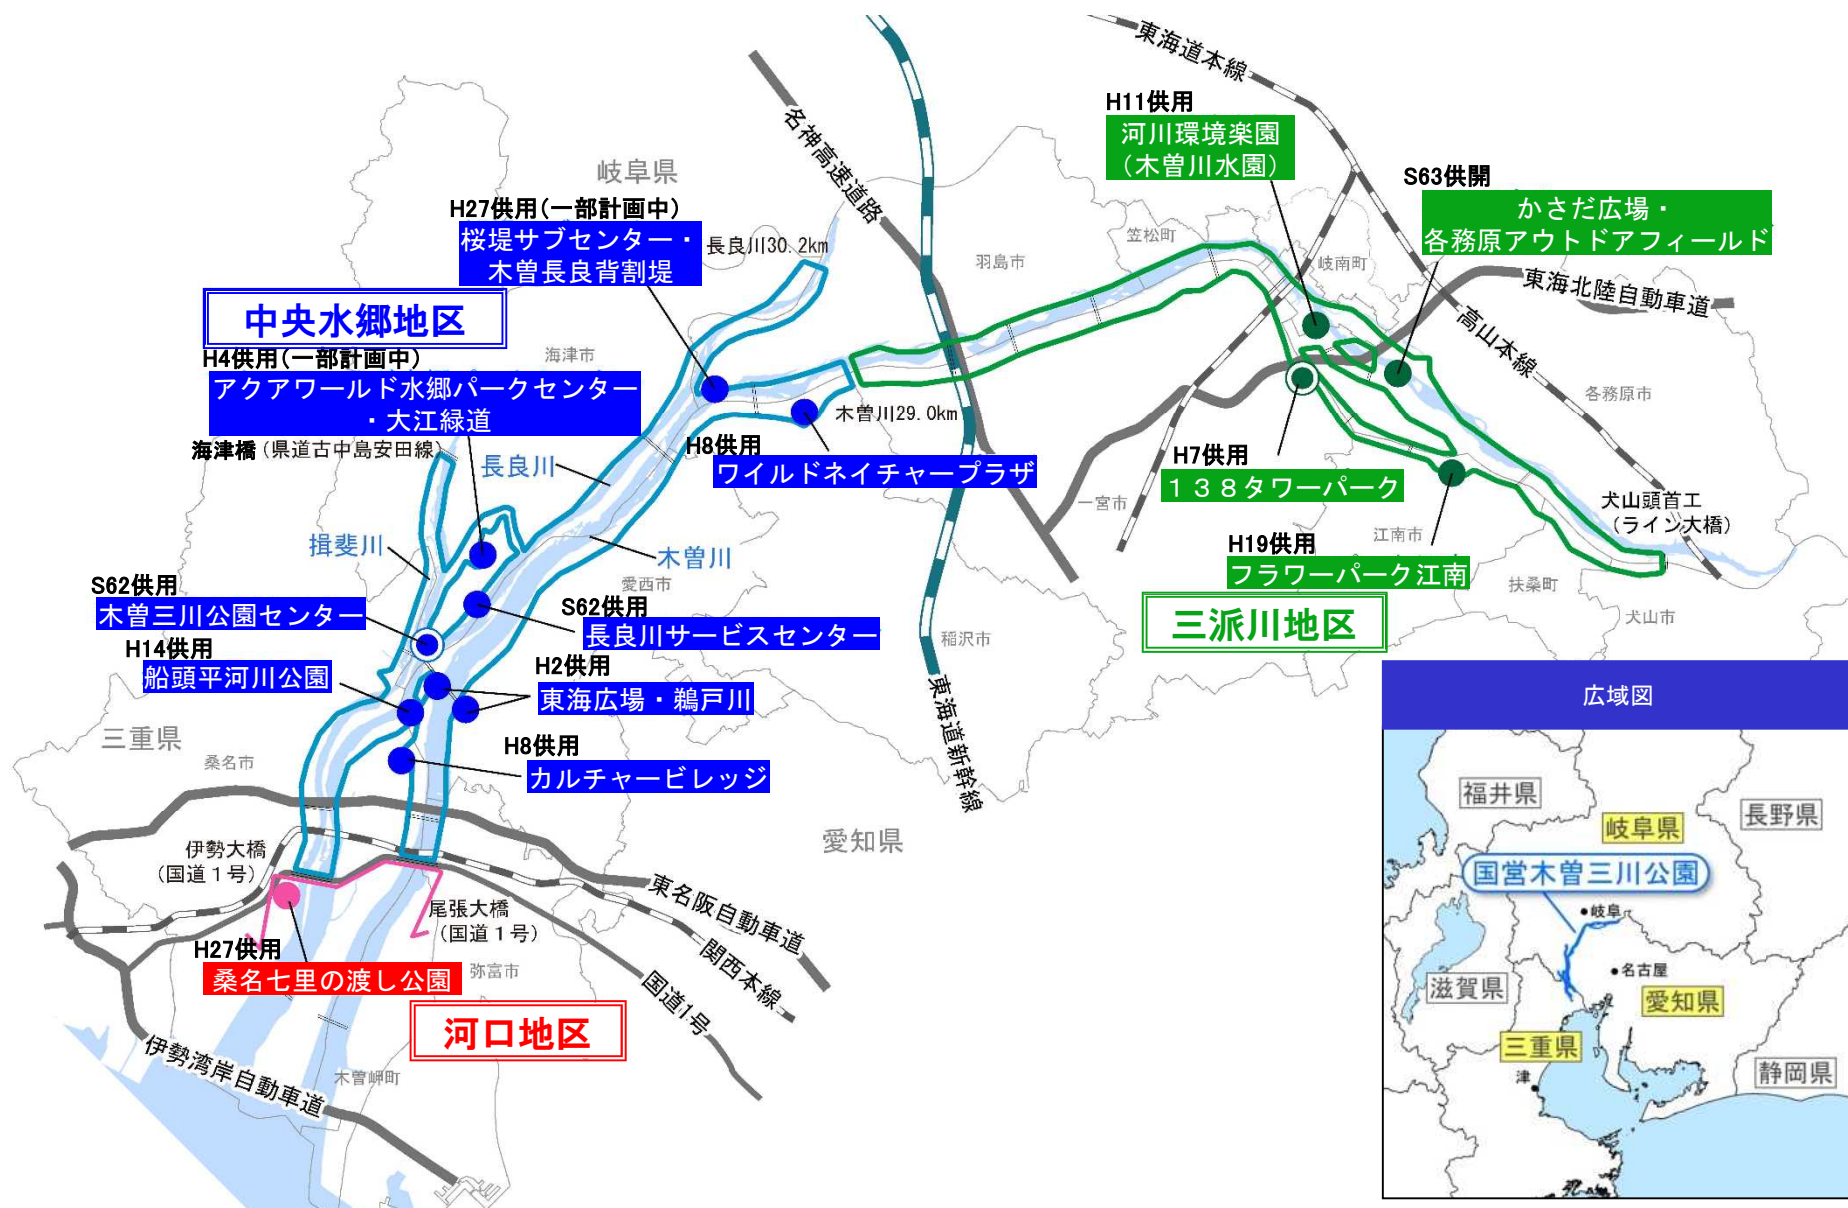 東海道本線
H11供用
河川環境楽園
（木曽川水園）
S63供開
かさだ広場・
各務原アウトドアフィールド
名神高速道路
岐阜県
H27供用（一部計画中）
桜堤サブセンター・
木曽長良背割堤
長良川30.2km
笠松町
羽島市
岐南町
東海北陸自動車道
高山本線
中央水郷地区
海津市
H4供用（一部計画中）
アクアワールド水郷パークセンター
・大江緑道
各務原市
木曽川29.0km
海津橋（県道古中島安田線）
H8供用
ワイルドネイチャープラザ
長良川
H7供用
１３８タワーパーク
一宮市
犬山頭首工
（ライン大橋）
江南市
揖斐川
木曽川
H19供用
フラワーパーク江南
愛西市
扶桑町
S62供用
木曽三川公園センター
S62供用
長良川サービスセンター
稲沢市
三派川地区
犬山市
H14供用
船頭平河川公園
H2供用
東海広場・鵜戸川
東海道新幹線
三重県
桑名市
H8供用
カルチャービレッジ
愛知県
伊勢大橋
（国道１号）
東名阪自動車道
尾張大橋
（国道１号）
関西本線
H27供用
桑名七里の渡し公園
弥富市
国道1号
河口地区
伊勢湾岸自動車道
木曽岬町
広域図
福井県
長野県
岐阜県
国営木曽三川公園
岐阜
名古屋
滋賀県
愛知県
三重県
津
静岡県